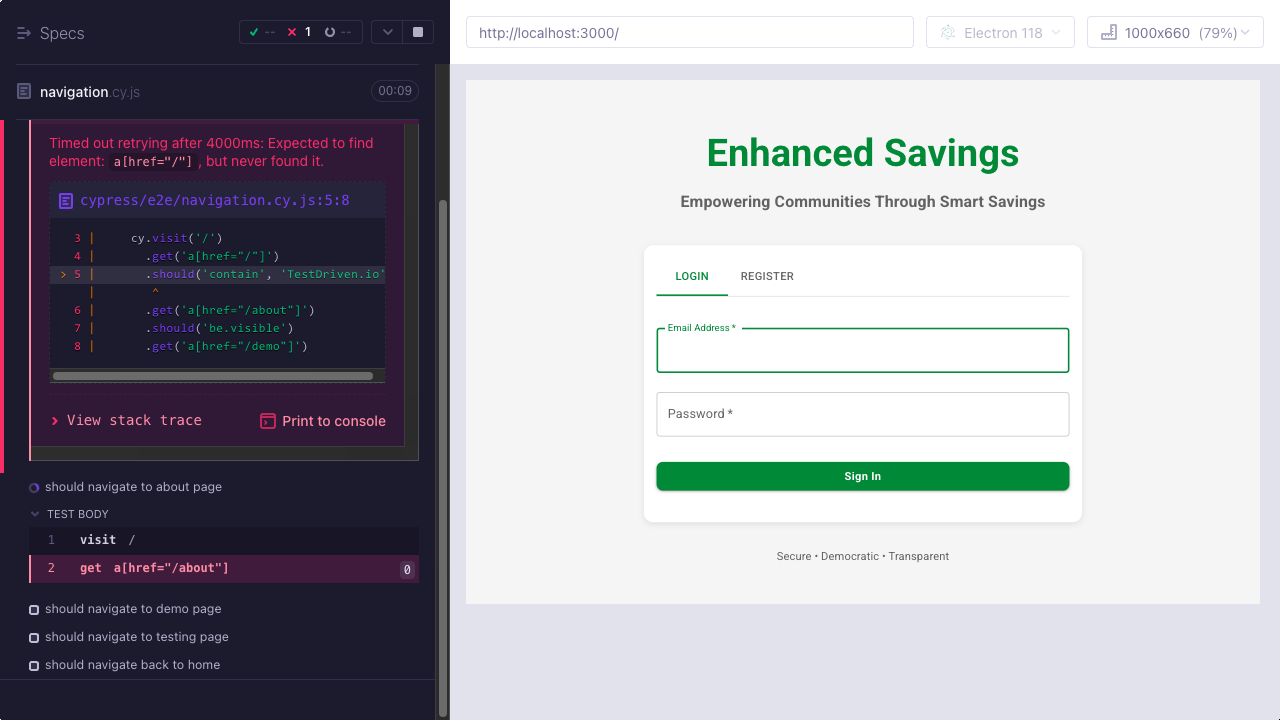 Specs
--
1
--
navigation.cy.js
00:09
Timed out retrying after 4000ms: Expected to find
element: a[href="/"] , but never found it.
cypress/e2e/navigation.cy.js:5:8
3 | cy.visit('/')
4 | .get('a[href="/"]')
> 5 | .should('contain', 'TestDriven.io'
| ^
6 | .get('a[href="/about"]')
7 | .should('be.visible')
8 | .get('a[href="/demo"]')
View stack trace
Print to console
should navigate to about page
TEST BODY
1 visit /
2 get a[href="/about"] 0
should navigate to demo page
should navigate to testing page
should navigate back to home
http://localhost:3000/
Electron 118
1000x660 (79%)
Enhanced Savings
Empowering Communities Through Smart Savings
LOGIN
REGISTER
Email Address *
Password *
Sign In
Secure • Democratic • Transparent